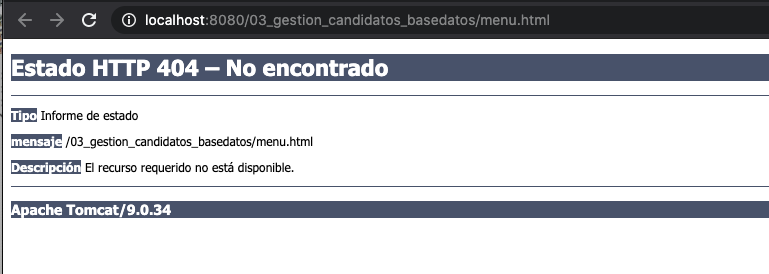 localhost:8080/03_gestion_candidatos_basedatos/menu.html
Estado HTTP 404 – No encontrado
Tipo Informe de estado
mensaje /03_gestion_candidatos_basedatos/menu.html
Descripción El recurso requerido no está disponible.
Apache Tomcat/9.0.34